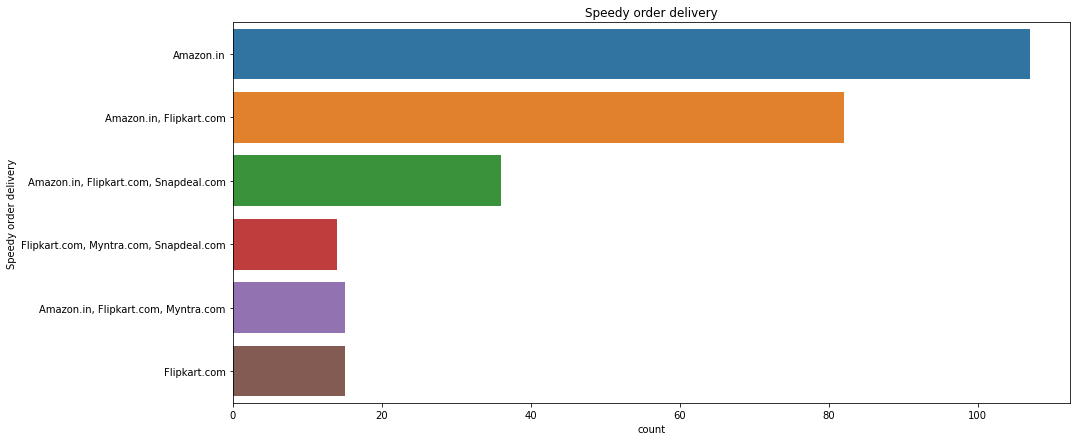 Speedy order delivery
Speedy order delivery
Amazon.in
Amazon.in, Flipkart.com
Amazon.in, Flipkart.com, Snapdeal.com
Flipkart.com, Myntra.com, Snapdeal.com
Amazon.in, Flipkart.com, Myntra.com
Flipkart.com
0 20 40 60 80 100
count